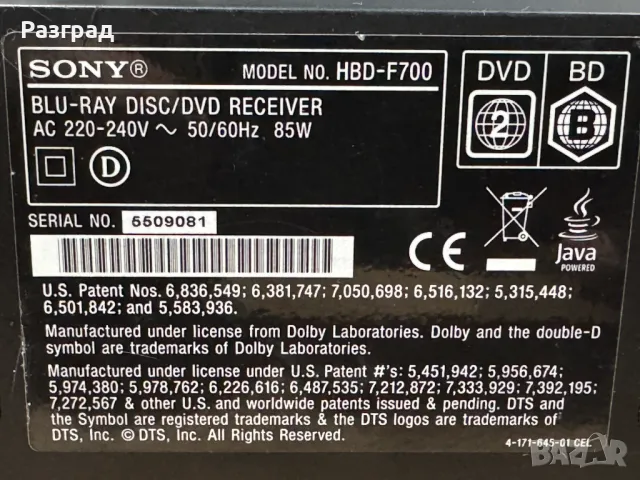 Разград
SONY® MODEL NO. HBD-F700
BLU-RAY DISC/DVD RECEIVER
AC 220-240V ~ 50/60Hz 85W
D
DVD BD
2 B
SERIAL NO. 5509081
CE
Java
POWERED
U.S. Patent Nos. 6,836,549; 6,381,747; 7,050,698; 6,516,132; 5,315,448;
6,501,842; and 5,583,936.
Manufactured under license from Dolby Laboratories. Dolby and the double-D
symbol are trademarks of Dolby Laboratories.
Manufactured under license under U.S. Patent #'s: 5,451,942; 5,956,674;
5,974,380; 5,978,762; 6,226,616; 6,487,535; 7,212,872; 7,333,929; 7,392,195;
7,272,567 & other U.S. and worldwide patents issued & pending. DTS and
the Symbol are registered trademarks & the DTS logos are trademarks of
DTS, Inc. © DTS, Inc. All Rights Reserved.
4-171-645-01 CEL
BAZAR